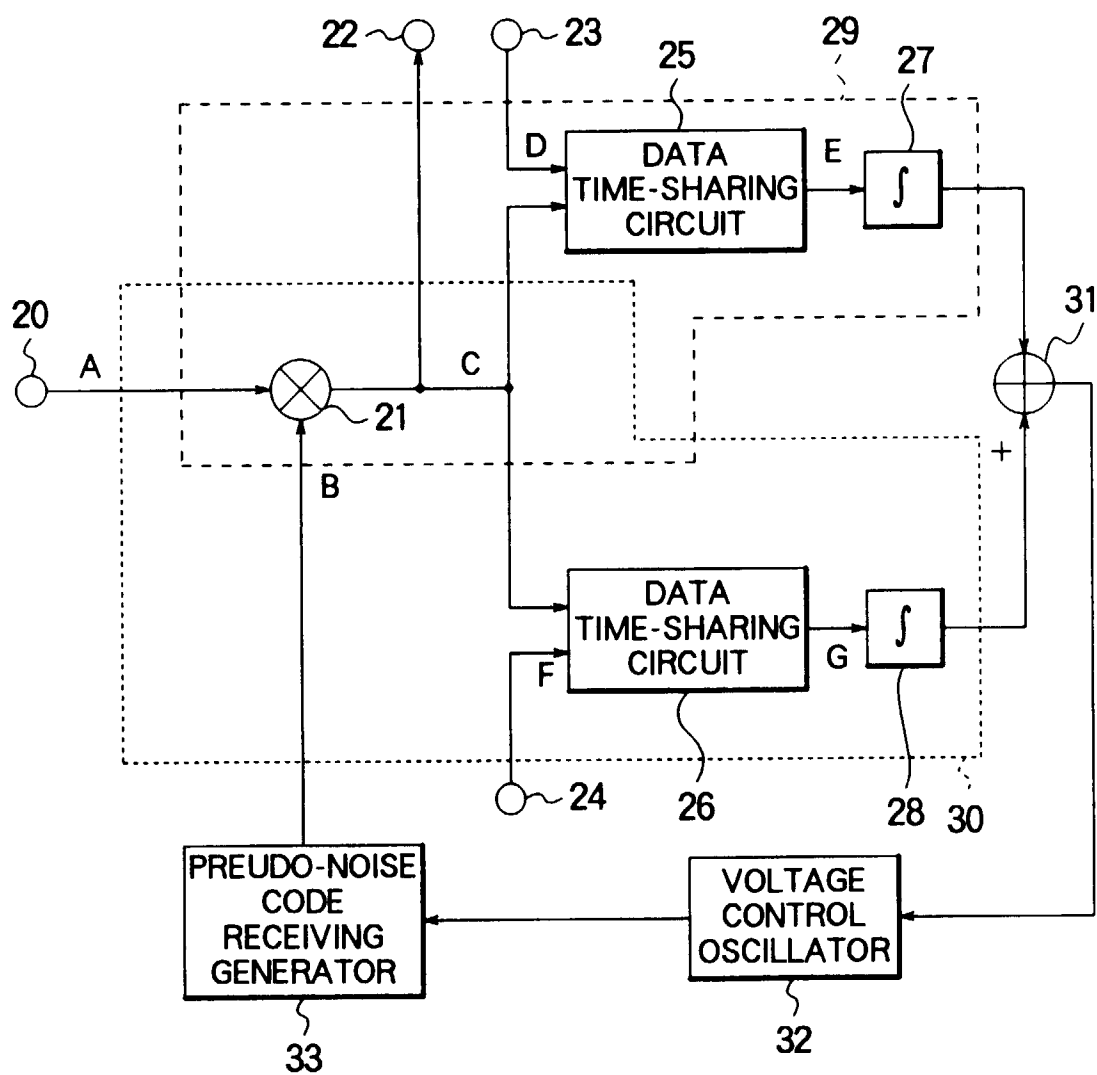 22
23
25
29
27
D
DATA
TIME-SHARING
CIRCUIT
E
∫
20
A
C
21
31
B
+
DATA
TIME-SHARING
CIRCUIT
F
G
∫
24
26
28
30
PREUDO-NOISE
CODE
RECEIVING
GENERATOR
VOLTAGE
CONTROL
OSCILLATOR
33
32